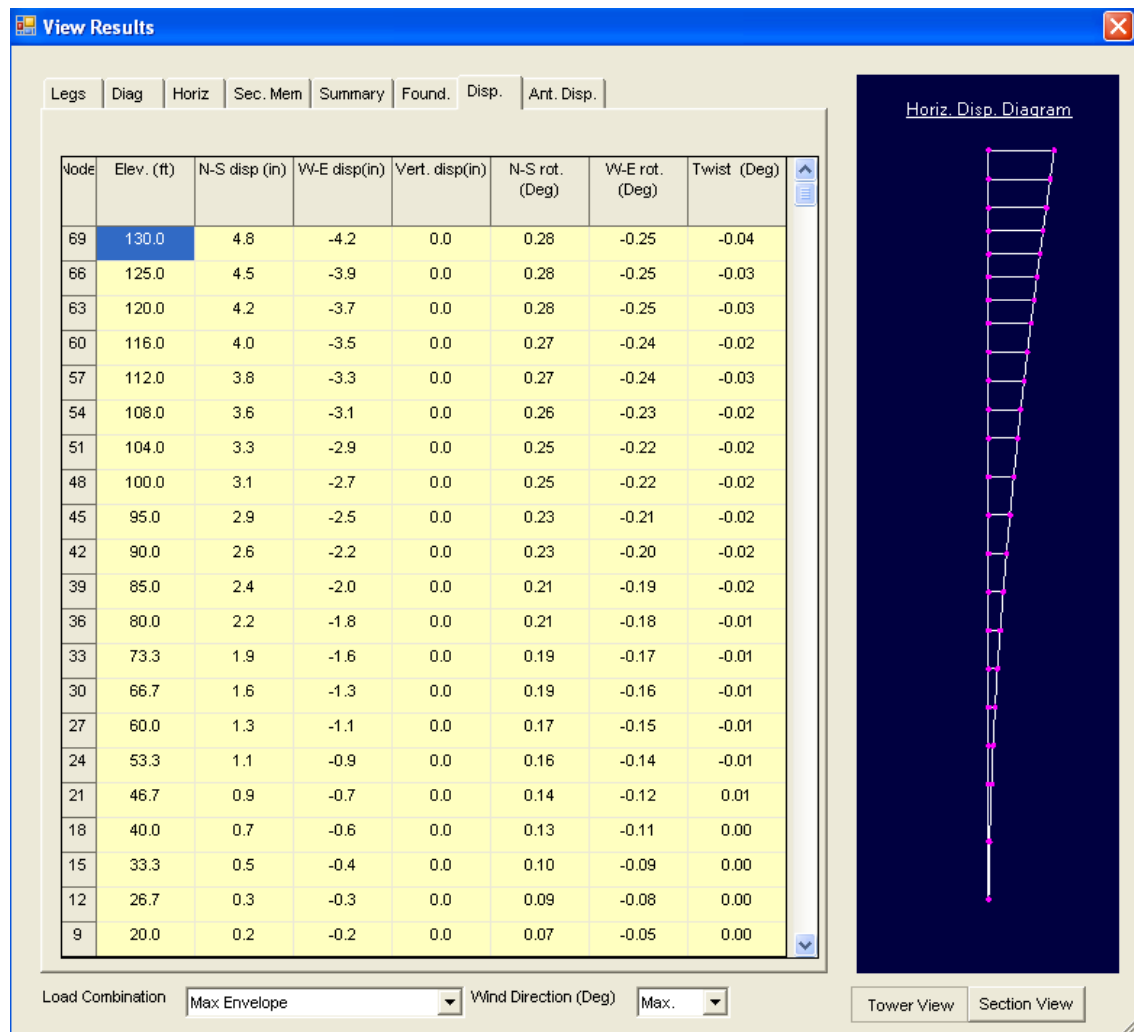 View Results
Legs Diag Horiz Sec. Mem Summary Found. Disp. Ant. Disp.
Node Elev. (ft) N-S disp (in) W-E disp(in) Vert. disp(in) N-S rot. (Deg) W-E rot. (Deg) Twist (Deg)
69 130.0 4.8 -4.2 0.0 0.28 -0.25 -0.04
66 125.0 4.5 -3.9 0.0 0.28 -0.25 -0.03
63 120.0 4.2 -3.7 0.0 0.28 -0.25 -0.03
60 116.0 4.0 -3.5 0.0 0.27 -0.24 -0.02
57 112.0 3.8 -3.3 0.0 0.27 -0.24 -0.03
54 108.0 3.6 -3.1 0.0 0.26 -0.23 -0.02
51 104.0 3.3 -2.9 0.0 0.25 -0.22 -0.02
48 100.0 3.1 -2.7 0.0 0.25 -0.22 -0.02
45 95.0 2.9 -2.5 0.0 0.23 -0.21 -0.02
42 90.0 2.6 -2.2 0.0 0.23 -0.20 -0.02
39 85.0 2.4 -2.0 0.0 0.21 -0.19 -0.02
36 80.0 2.2 -1.8 0.0 0.21 -0.18 -0.01
33 73.3 1.9 -1.6 0.0 0.19 -0.17 -0.01
30 66.7 1.6 -1.3 0.0 0.19 -0.16 -0.01
27 60.0 1.3 -1.1 0.0 0.17 -0.15 -0.01
24 53.3 1.1 -0.9 0.0 0.16 -0.14 -0.01
21 46.7 0.9 -0.7 0.0 0.14 -0.12 0.01
18 40.0 0.7 -0.6 0.0 0.13 -0.11 0.00
15 33.3 0.5 -0.4 0.0 0.10 -0.09 0.00
12 26.7 0.3 -0.3 0.0 0.09 -0.08 0.00
9 20.0 0.2 -0.2 0.0 0.07 -0.05 0.00
Horiz. Disp. Diagram
Load Combination Max Envelope Wind Direction (Deg) Max.
Tower View Section View